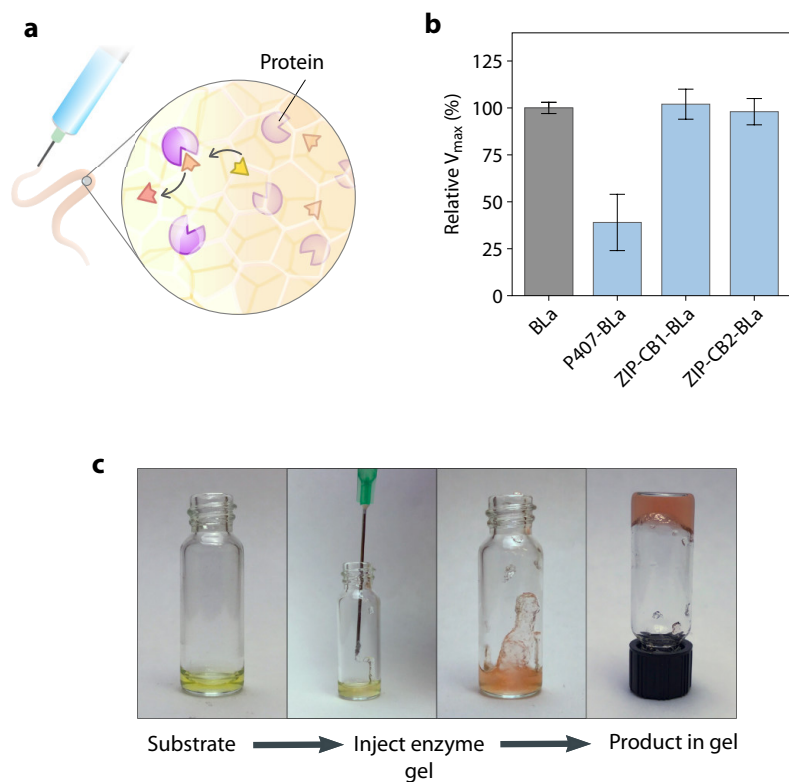 a
Protein
b
Relative Vmax (%)
125
100
75
50
25
0
BLa
P407-BLa
ZIP-CB1-BLa
ZIP-CB2-BLa
c
Substrate
Inject enzyme
gel
Product in gel